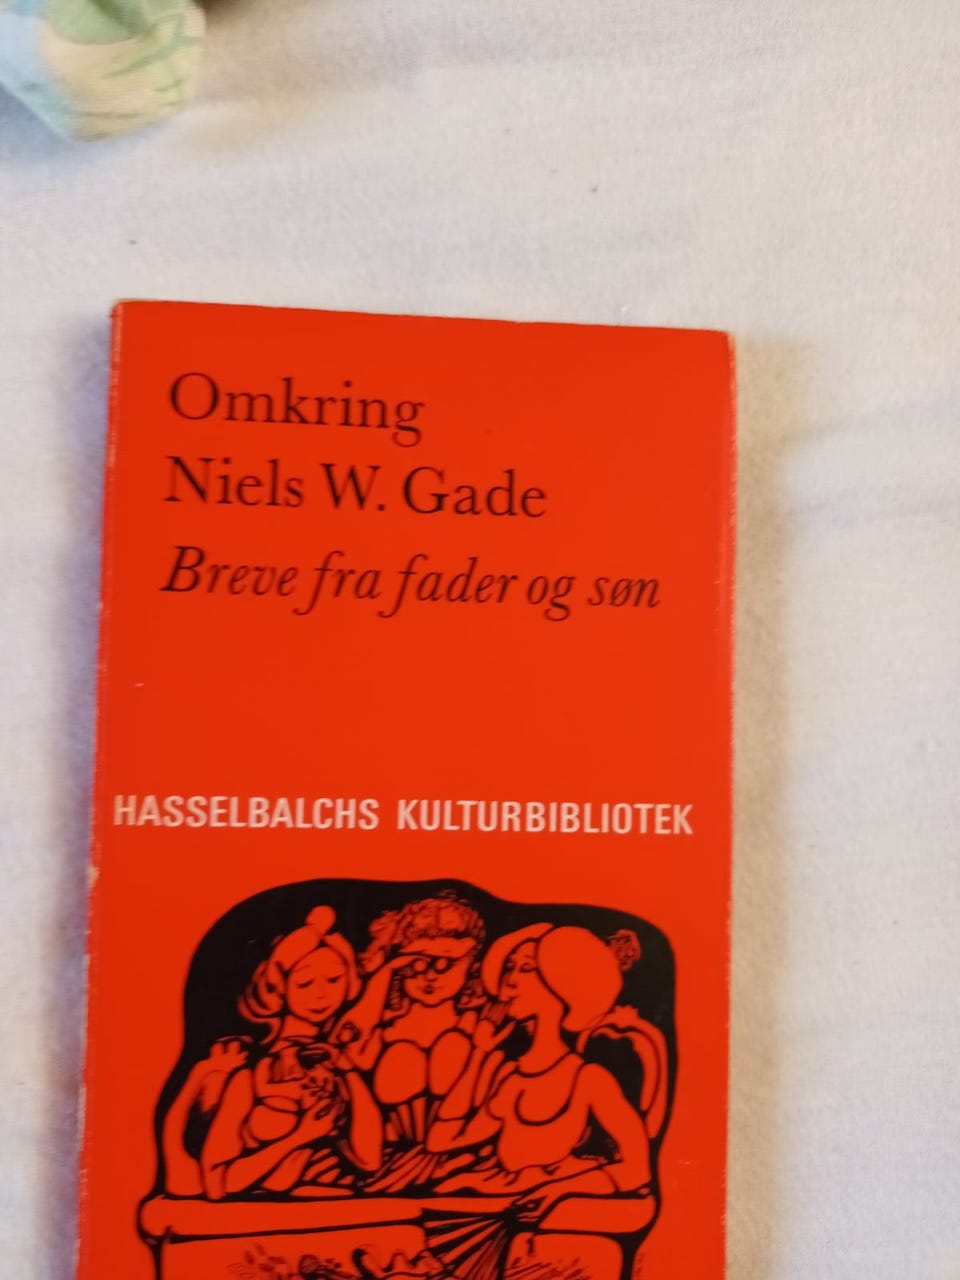 Omkring
Niels W. Gade
Breve fra fader og søn
HASSELBALCHS KULTURBIBLIOTEK